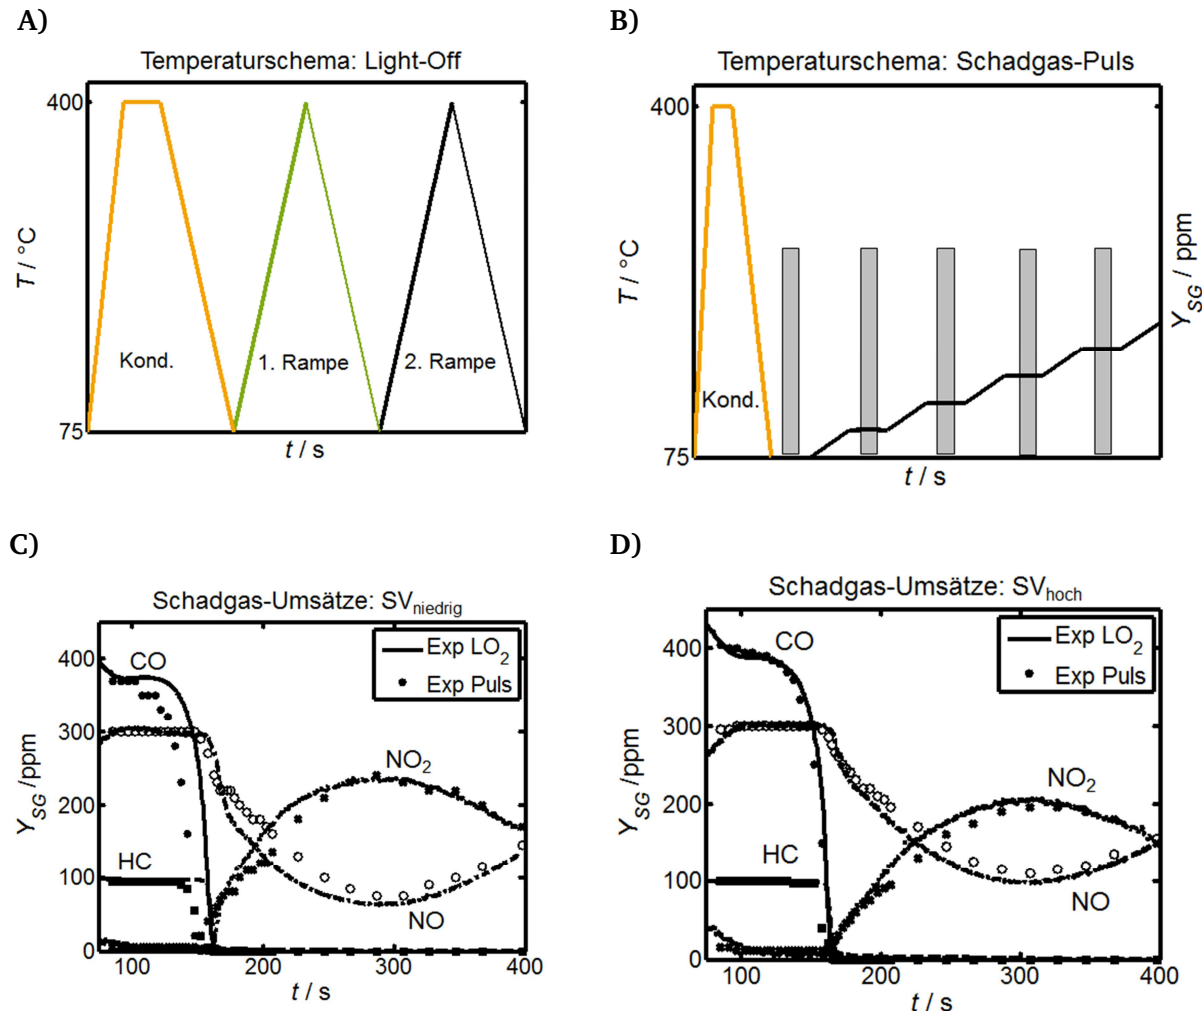 A)
Temperaturschema: Light-Off
400
T / °C
Kond.
1. Rampe
2. Rampe
75
t / s
B)
Temperaturschema: Schadgas-Puls
400
T / °C
Y_SG / ppm
Kond.
75
t / s
C)
Schadgas-Umsätze: SV_niedrig
Exp LO_2
Exp Puls
400
300
200
100
0
Y_SG /ppm
CO
NO_2
HC
NO
100
200
300
400
t / s
D)
Schadgas-Umsätze: SV_hoch
Exp LO_2
Exp Puls
400
300
200
100
0
Y_SG /ppm
CO
NO_2
HC
NO
100
200
300
400
t / s